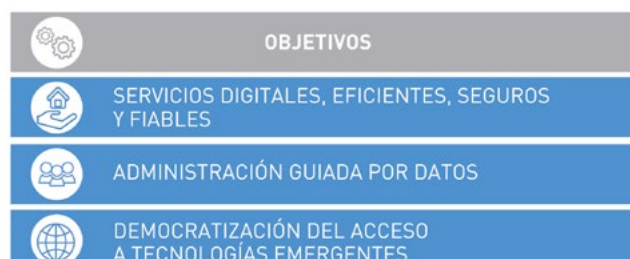 OBJETIVOS
SERVICIOS DIGITALES, EFICIENTES, SEGUROS
Y FIABLES
ADMINISTRACIÓN GUIADA POR DATOS
DEMOCRATIZACIÓN DEL ACCESO
A TECNOLOGÍAS EMERGENTES